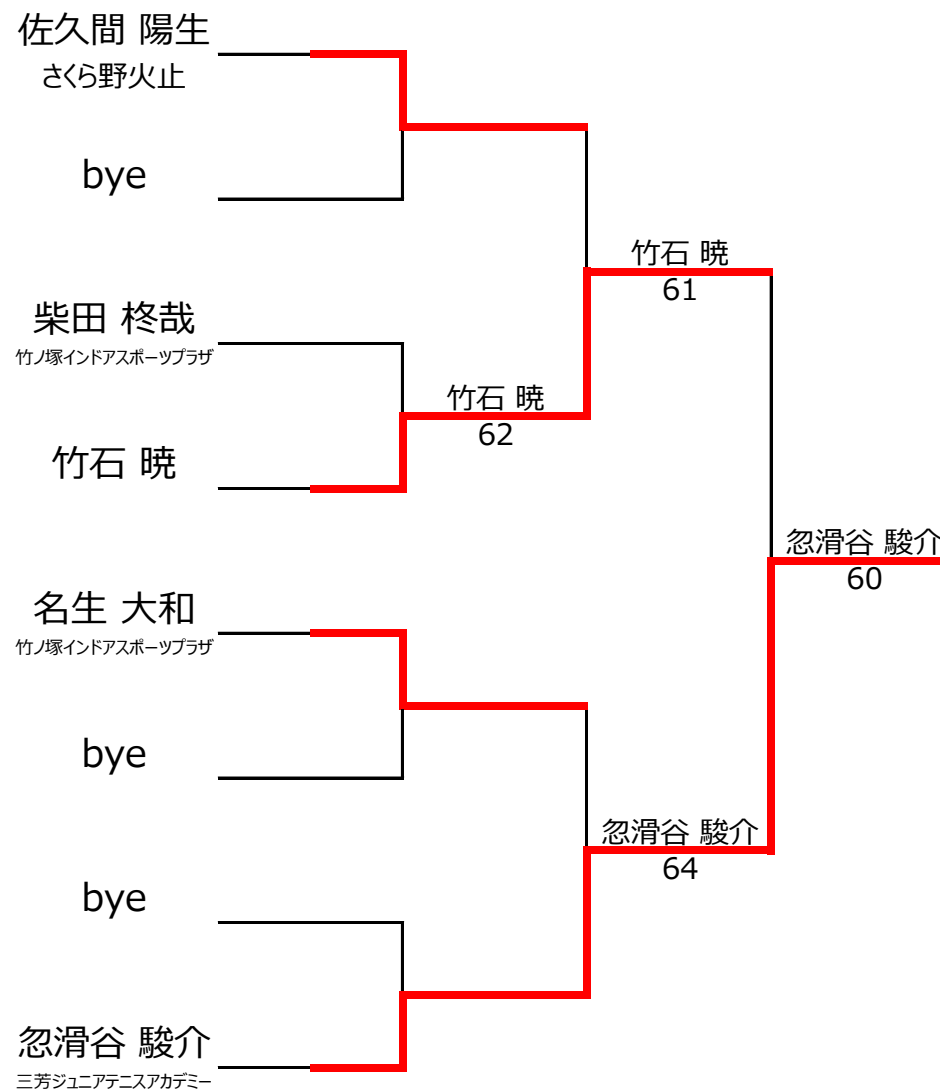 佐久間 陽生
さくら野火止
bye
柴田 柊哉
竹ノ塚インドアスポーツプラザ
竹石 暁
名生 大和
竹ノ塚インドアスポーツプラザ
bye
bye
忽滑谷 駿介
三芳ジュニアテニスアカデミー
竹石 暁
62
竹石 暁
61
忽滑谷 駿介
64
忽滑谷 駿介
60